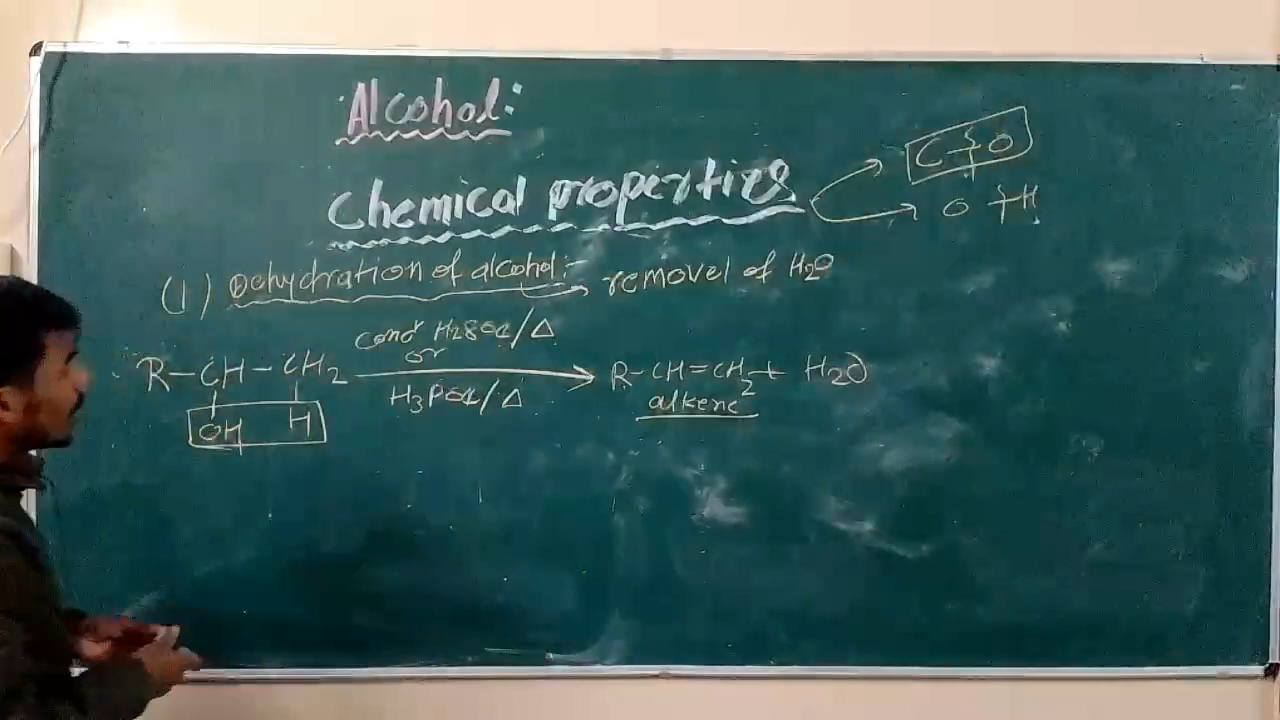 Alcohol:
Chemical properties
C O
O H
(1) Dehydration of alcohol:- → removel of H2O
conc H2SO4/Δ
or
R-CH-CH2 → R-CH=CH2 + H2O
H3PO4/Δ
alkene
OH H